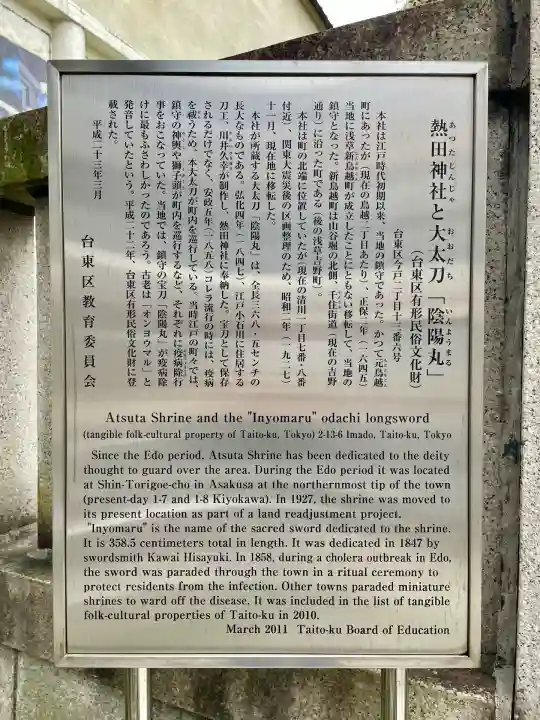 熱田神社と大太刀「陰陽丸」
あつたじんじゃ
おおだち
いんようまる
（台東区有形民俗文化財）
台東区今戸二丁目十三番六号
本社は江戸時代初期以来、当地の鎮守であった。かつて元鳥越
町にあったが（現在の鳥越二丁目あたり）、正保二年（一六四五）
当地に浅草新鳥越町が成立したことにともない移転して、当地の
鎮守となった。新鳥越町は山谷堀の北側、千住街道（現在の吉野
通り）に沿った町である（後の浅草吉野町）。
本社は町の北端に位置していたが（現在の清川一丁目七番・八番
付近）、関東大震災後の区画整理のため、昭和二年（一九二七）
十一月、現在地に移転した。
本社が所蔵する大太刀「陰陽丸」は、全長三六八・五センチの
長大なものである。弘化四年（一八四七）、江戸小石川に住居する
刀工、川井久幸が制作し、熱田神社に奉納した。宝刀として保存
されるだけでなく、安政五年（一八五八）コレラ流行の時には、疫病
を祓うため、本大太刀が町内を巡行している。当時江戸の町々では、
鎮守の神輿や獅子頭が町内を巡行するなど、それぞれに疫病除行
事をおこなっていた。当地では、鎮守の宝刀「陰陽丸」が疫病除
けに最もふさわしかったのであろう。古老は「オンヨウマル」と
発音していたという。平成二十二年、台東区有形民俗文化財に登
載された。
平成二十三年三月
台東区教育委員会
Atsuta Shrine and the "Inyomaru" odachi longsword
(tangible folk-cultural property of Taito-ku, Tokyo) 2-13-6 Imado, Taito-ku, Tokyo
Since the Edo period, Atsuta Shrine has been dedicated to the deity
thought to guard over the area. During the Edo period it was located
at Shin-Torigoe-cho in Asakusa at the northernmost tip of the town
(present-day 1-7 and 1-8 Kiyokawa). In 1927, the shrine was moved to
its present location as part of a land readjustment project.
"Inyomaru" is the name of the sacred sword dedicated to the shrine.
It is 358.5 centimeters total in length. It was dedicated in 1847 by
swordsmith Kawai Hisayuki. In 1858, during a cholera outbreak in Edo,
the sword was paraded through the town in a ritual ceremony to
protect residents from the infection. Other towns paraded miniature
shrines to ward off the disease. It was included in the list of tangible
folk-cultural properties of Taito-ku in 2010.
March 2011 Taito-ku Board of Education